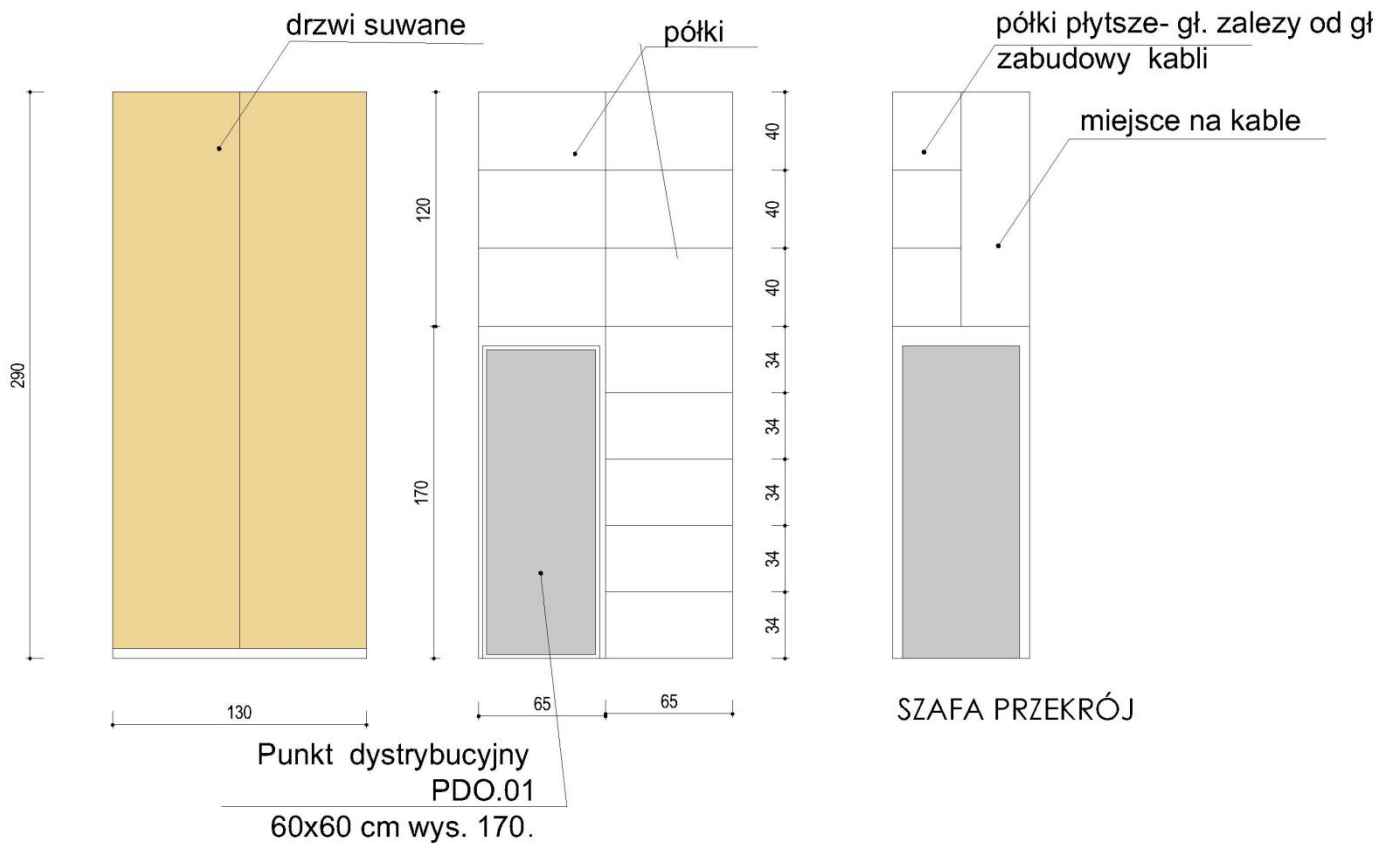 drzwi suwane
półki
półki płytsze- gł. zalezy od gł
zabudowy kabli
miejsce na kable
290
120
170
40
40
40
34
34
34
34
34
130
65
65
SZAFA PRZEKRÓJ
Punkt dystrybucyjny
PDO.01
60x60 cm wys. 170.